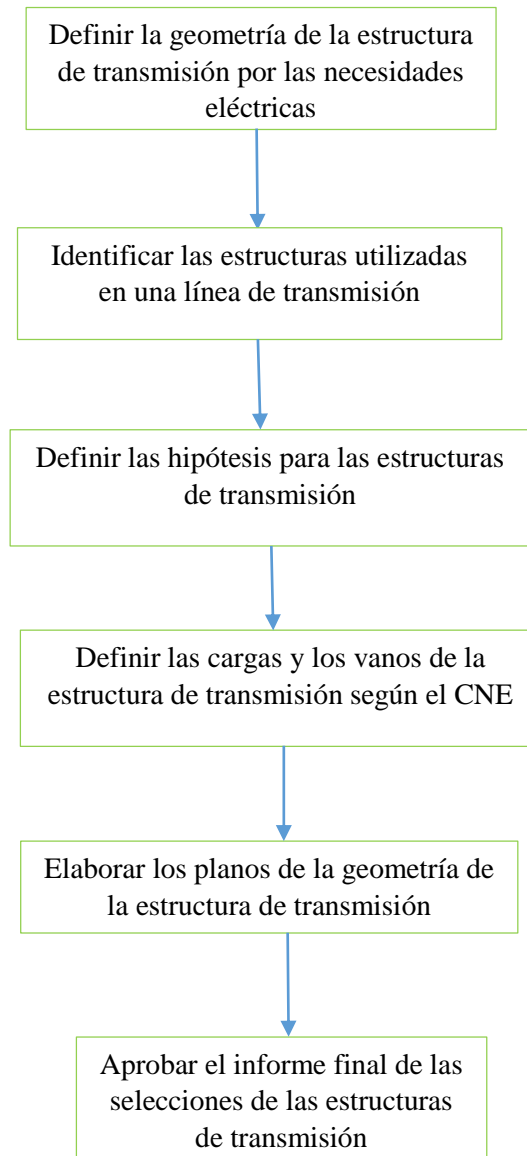 Definir la geometría de la estructura
de transmisión por las necesidades
eléctricas
Identificar las estructuras utilizadas
en una línea de transmisión
Definir las hipótesis para las estructuras
de transmisión
Definir las cargas y los vanos de la
estructura de transmisión según el CNE
Elaborar los planos de la geometría de
la estructura de transmisión
Aprobar el informe final de las
selecciones de las estructuras
de transmisión